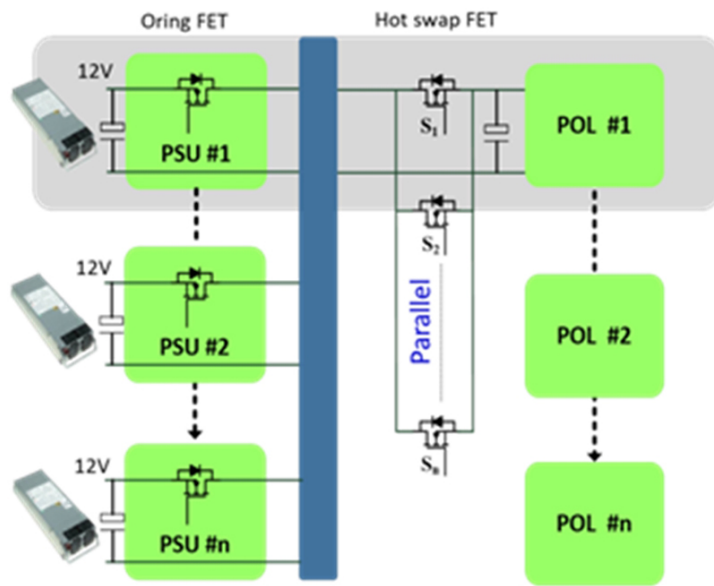 Oring FET
Hot swap FET
12V
PSU #1
S1
POL #1
S2
12V
PSU #2
Parallel
POL #2
12V
PSU #n
Sn
POL #n